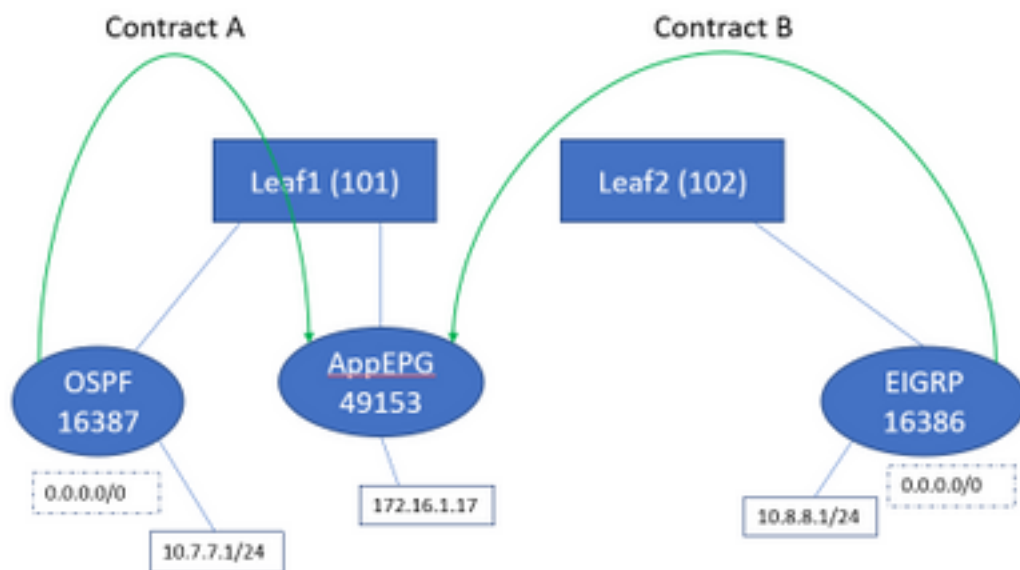 Contract A
Contract B
Leaf1 (101)
Leaf2 (102)
OSPF
16387
AppEPG
49153
EIGRP
16386
0.0.0.0/0
172.16.1.17
0.0.0.0/0
10.8.8.1/24
10.7.7.1/24